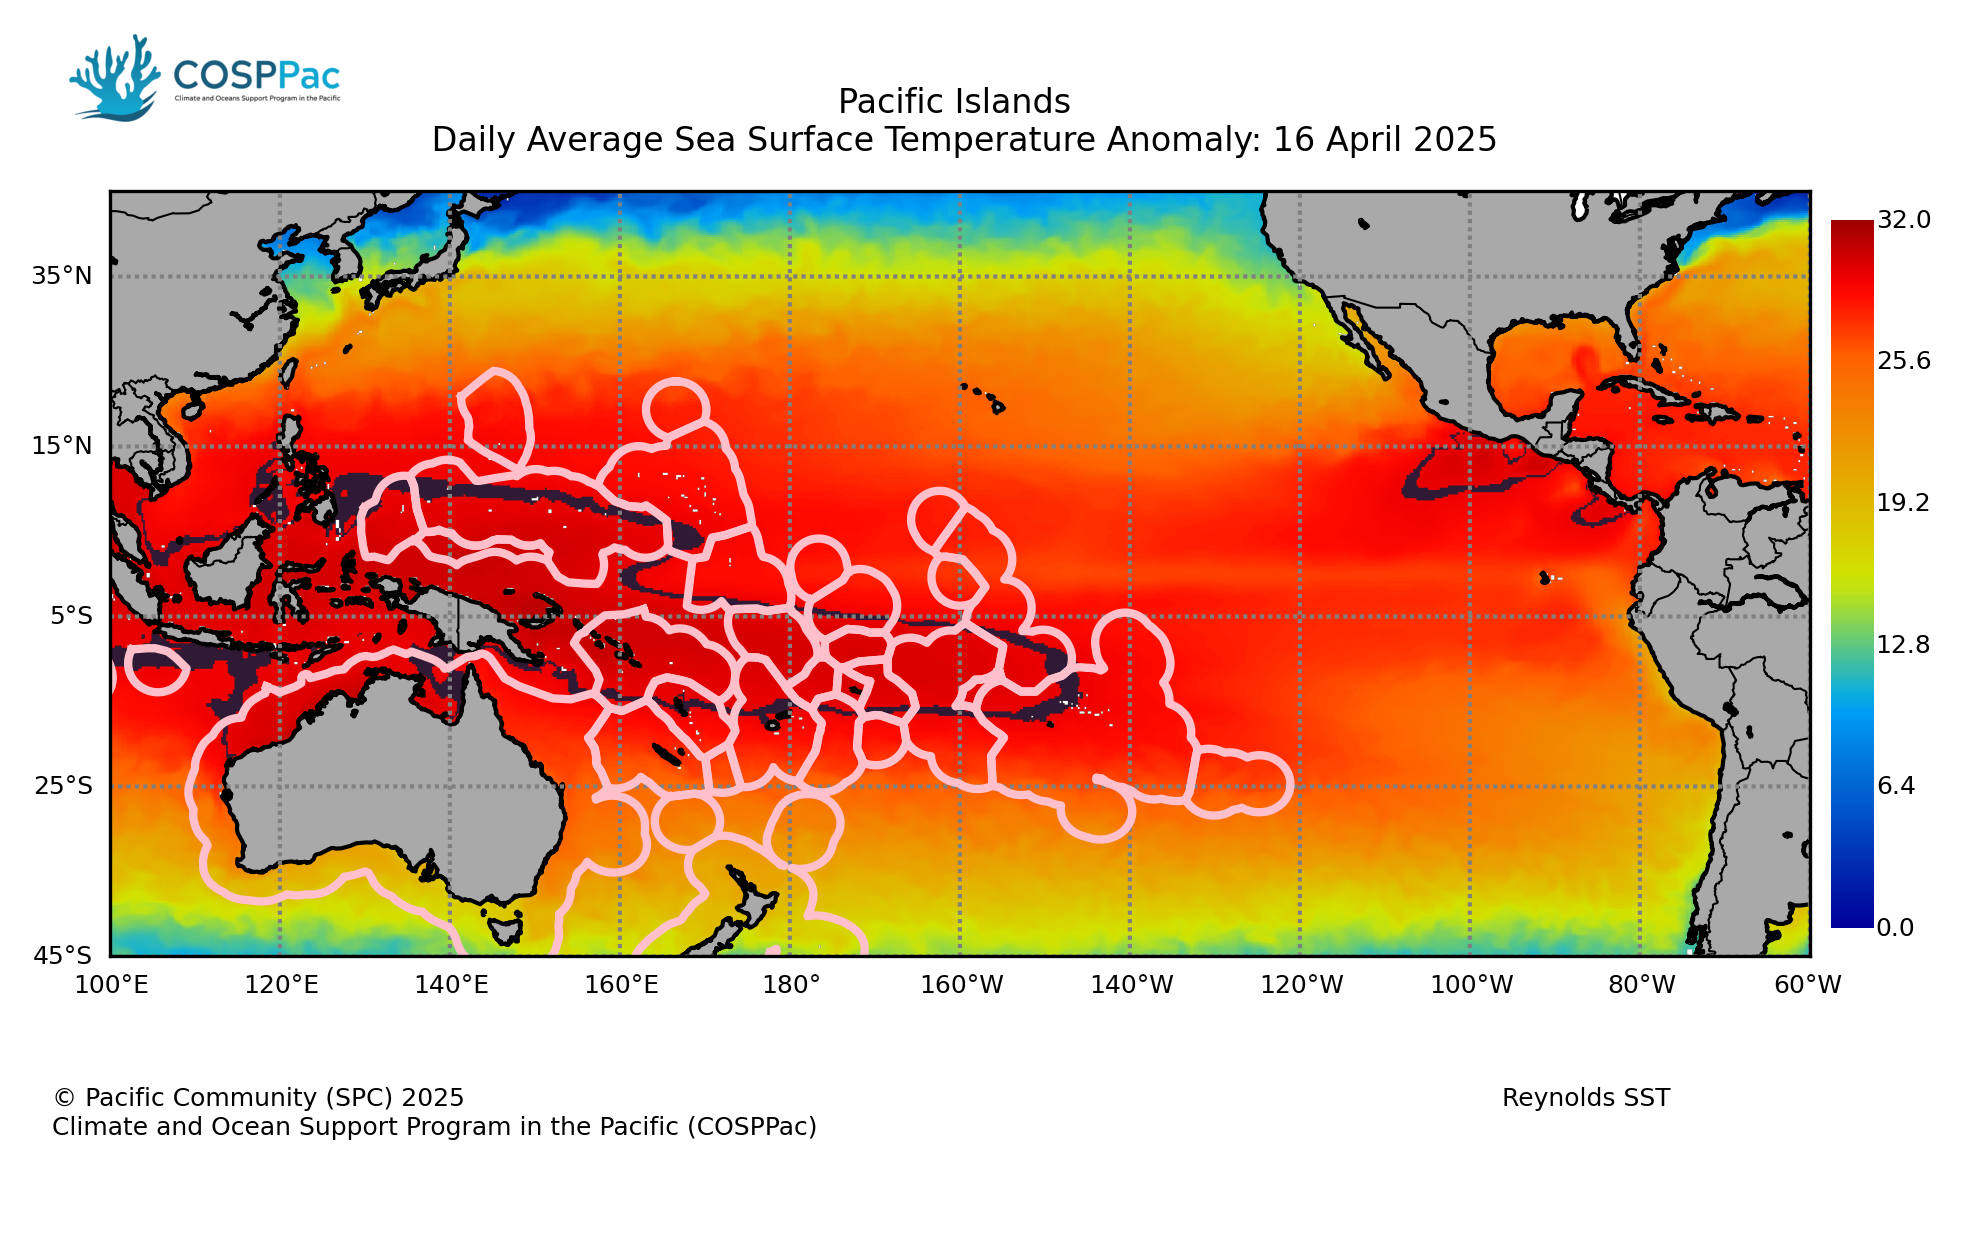 COSPPac
Climate and Oceans Support Program in the Pacific
Pacific Islands
Daily Average Sea Surface Temperature Anomaly: 16 April 2025
35°N
15°N
5°S
25°S
45°S
100°E 120°E 140°E 160°E 180° 160°W 140°W 120°W 100°W 80°W 60°W
32.0
25.6
19.2
12.8
6.4
0.0
© Pacific Community (SPC) 2025
Climate and Ocean Support Program in the Pacific (COSPPac)
Reynolds SST